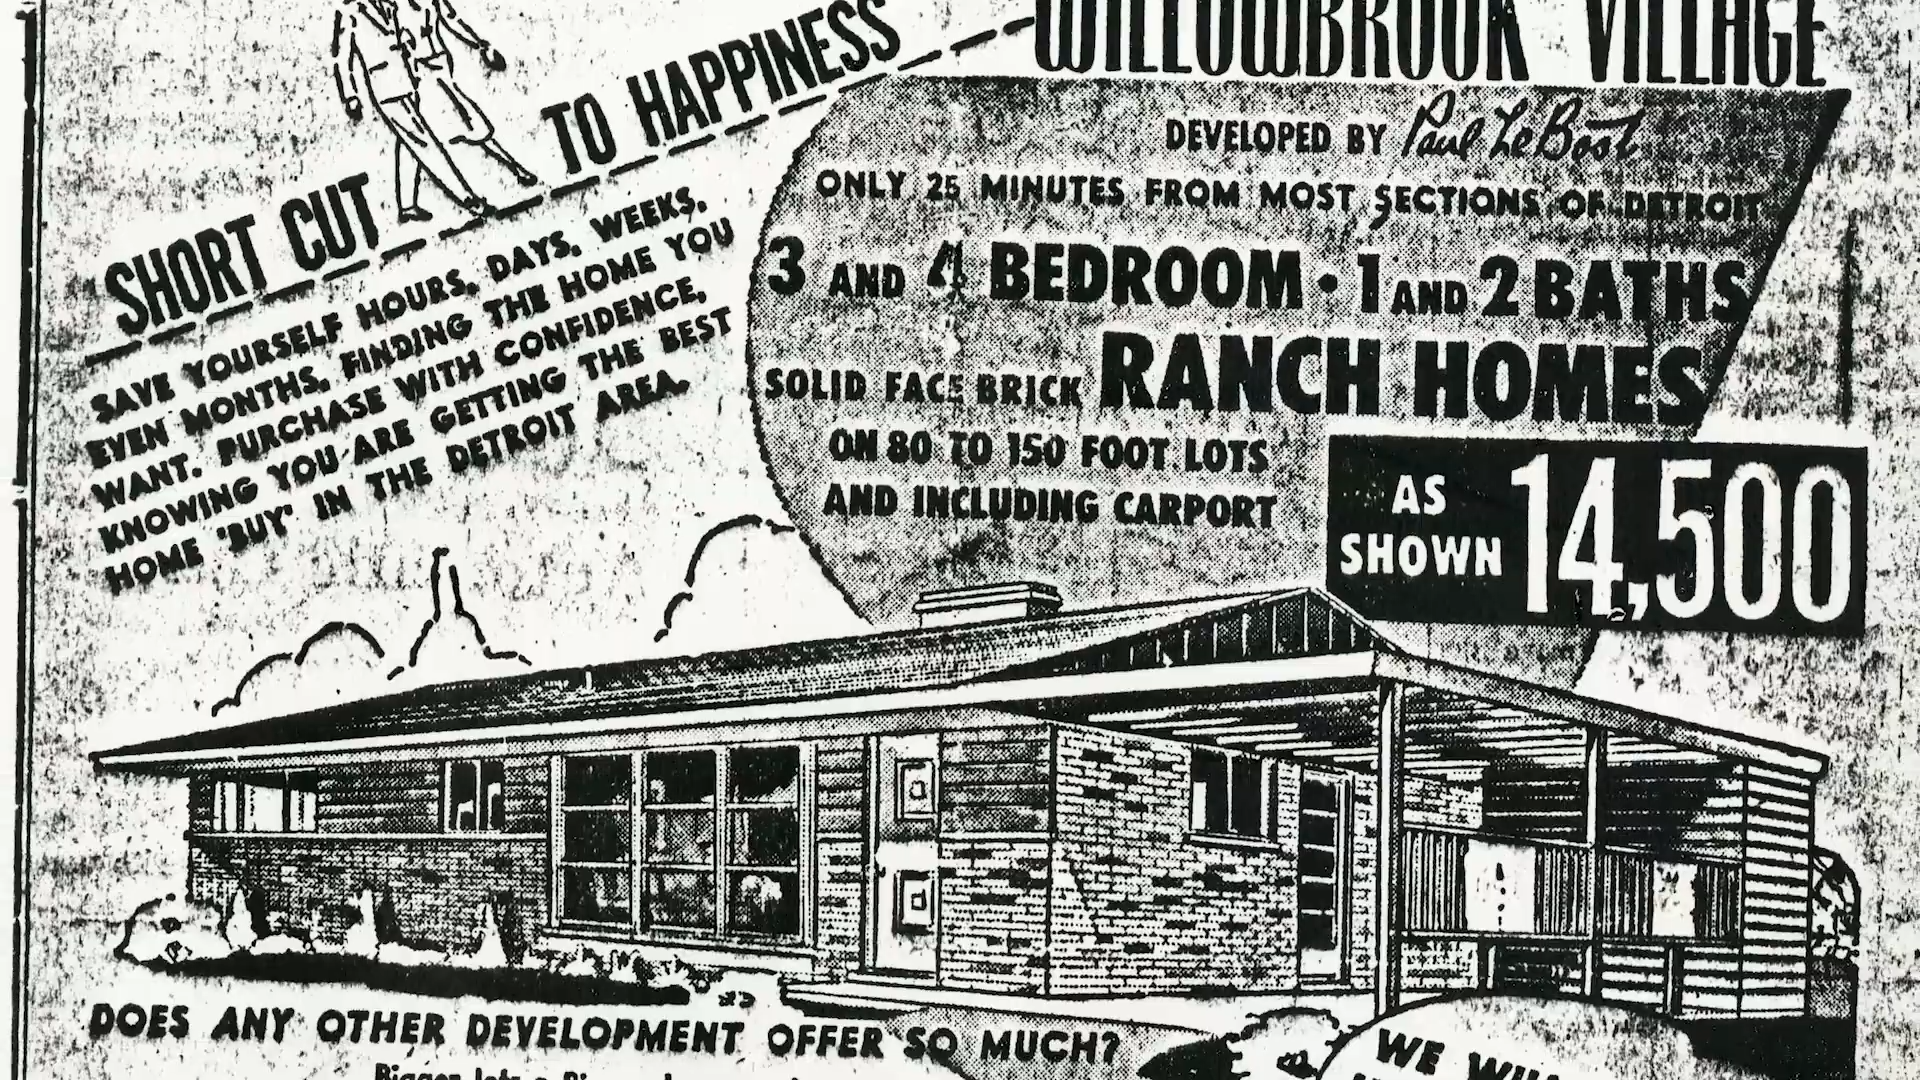 SHORT CUT TO HAPPINESS
SAVE YOURSELF HOURS, DAYS, WEEKS,
EVEN MONTHS, FINDING THE HOME YOU
WANT. PURCHASE WITH CONFIDENCE,
KNOWING YOU ARE GETTING THE BEST
HOME 'BUY' IN THE DETROIT AREA.
WILLOWBROOK VILLAGE
DEVELOPED BY Paul LeBost
ONLY 25 MINUTES FROM MOST SECTIONS OF DETROIT
3 AND 4 BEDROOM • 1 AND 2 BATHS
SOLID FACE BRICK RANCH HOMES
ON 80 TO 150 FOOT LOTS
AND INCLUDING CARPORT
AS
SHOWN 14,500
DOES ANY OTHER DEVELOPMENT OFFER SO MUCH?
Bigger lots
WE WILL